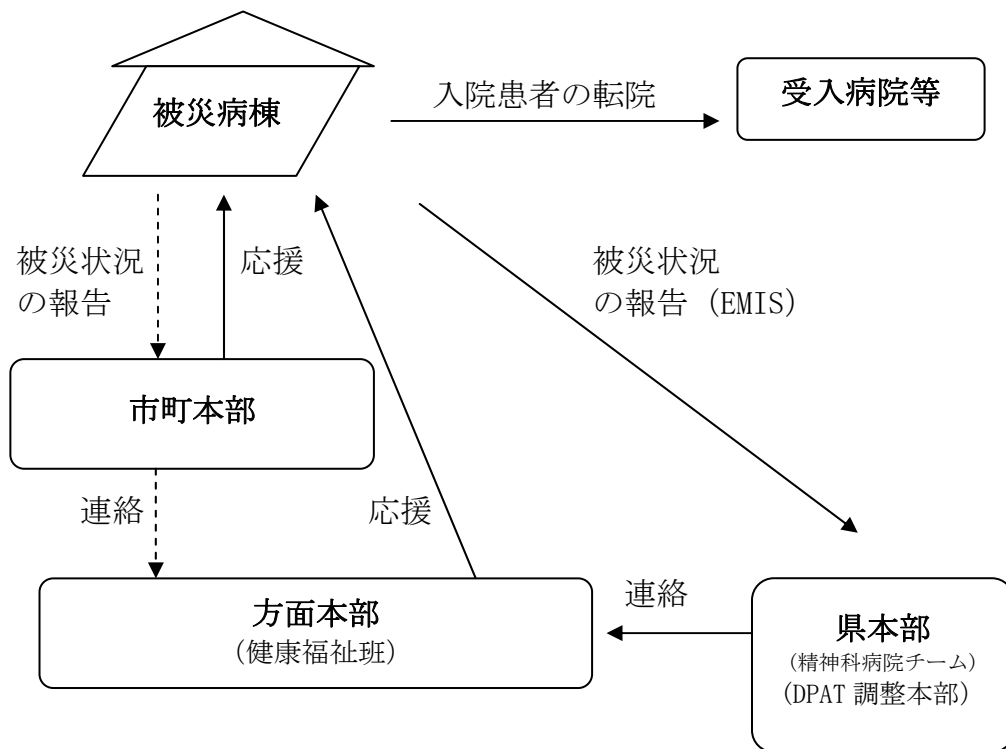 被災病棟
入院患者の転院
受入病院等
被災状況
の報告
応援
被災状況
の報告（EMIS）
市町本部
連絡
応援
方面本部
（健康福祉班）
連絡
県本部
（精神科病院チーム）
（DPAT 調整本部）